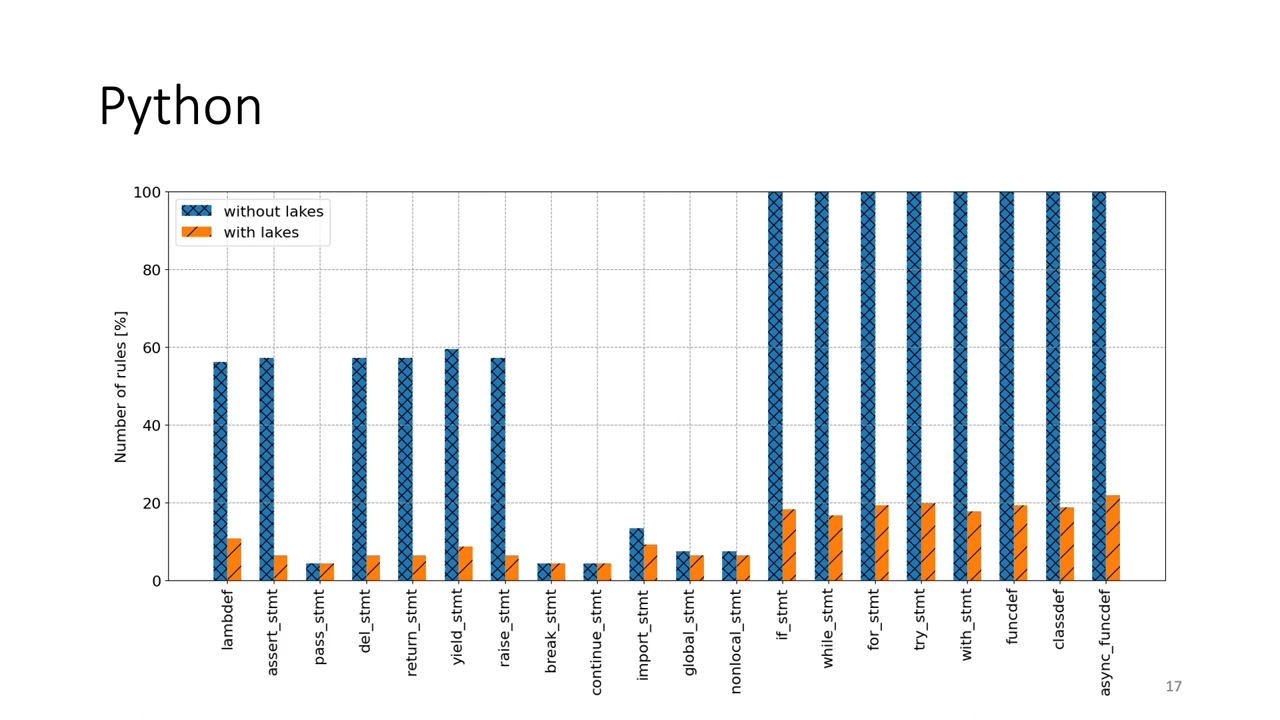 Python
100
80
60
40
20
0
Number of rules [%]
without lakes
with lakes
lambdef
assert_stmt
pass_stmt
del_stmt
return_stmt
yield_stmt
raise_stmt
break_stmt
continue_stmt
import_stmt
global_stmt
nonlocal_stmt
if_stmt
while_stmt
for_stmt
try_stmt
with_stmt
funcdef
classdef
async_funcdef
17